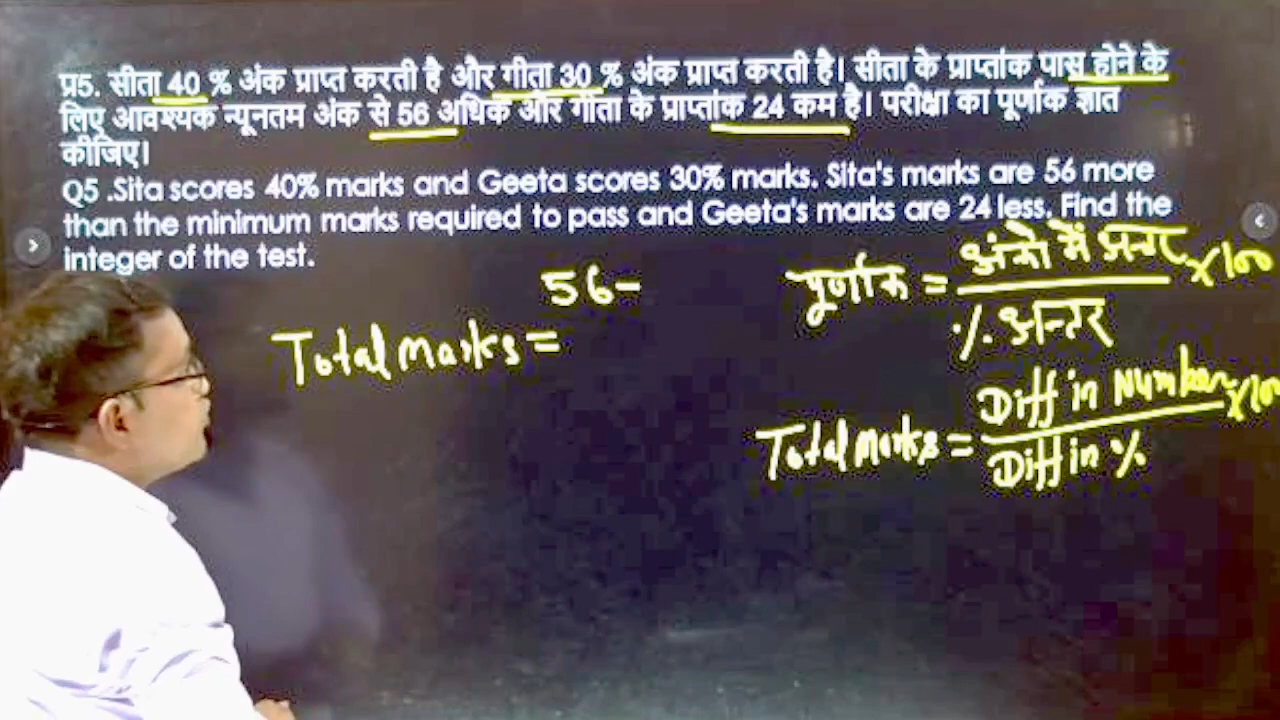 प्र5. सीता 40 % अंक प्राप्त करती है और गीता 30 % अंक प्राप्त करती है। सीता के प्राप्तांक पास होने के
लिए आवश्यक न्यूनतम अंक से 56 अधिक और गीता के प्राप्तांक 24 कम है। परीक्षा का पूर्णांक ज्ञात
कीजिए।
Q5 .Sita scores 40% marks and Geeta scores 30% marks. Sita's marks are 56 more
than the minimum marks required to pass and Geeta's marks are 24 less. Find the
integer of the test.
56-
Total marks =
पूर्णांक = अंको में अन्तर × 100
% अन्तर
Total marks = Diff in Number × 100
Diff in %